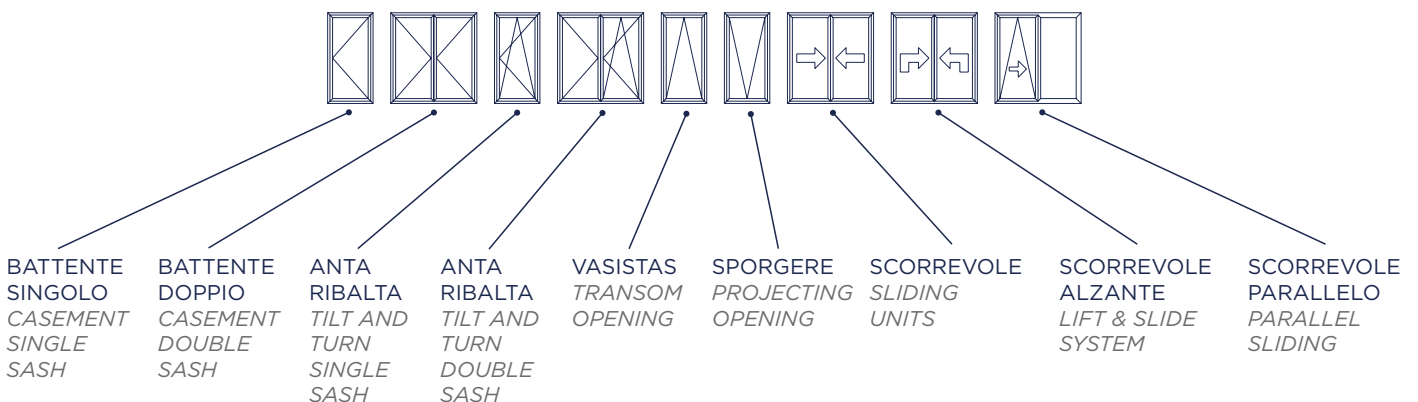 BATTENTE
SINGOLO
CASEMENT
SINGLE
SASH
BATTENTE
DOPPIO
CASEMENT
DOUBLE
SASH
ANTA
RIBALTA
TILT AND
TURN
SINGLE
SASH
ANTA
RIBALTA
TILT AND
TURN
DOUBLE
SASH
VASISTAS
TRANSOM
OPENING
SPORGERE
PROJECTING
OPENING
SCORREVOLE
SLIDING
UNITS
SCORREVOLE
ALZANTE
LIFT & SLIDE
SYSTEM
SCORREVOLE
PARALLELO
PARALLEL
SLIDING